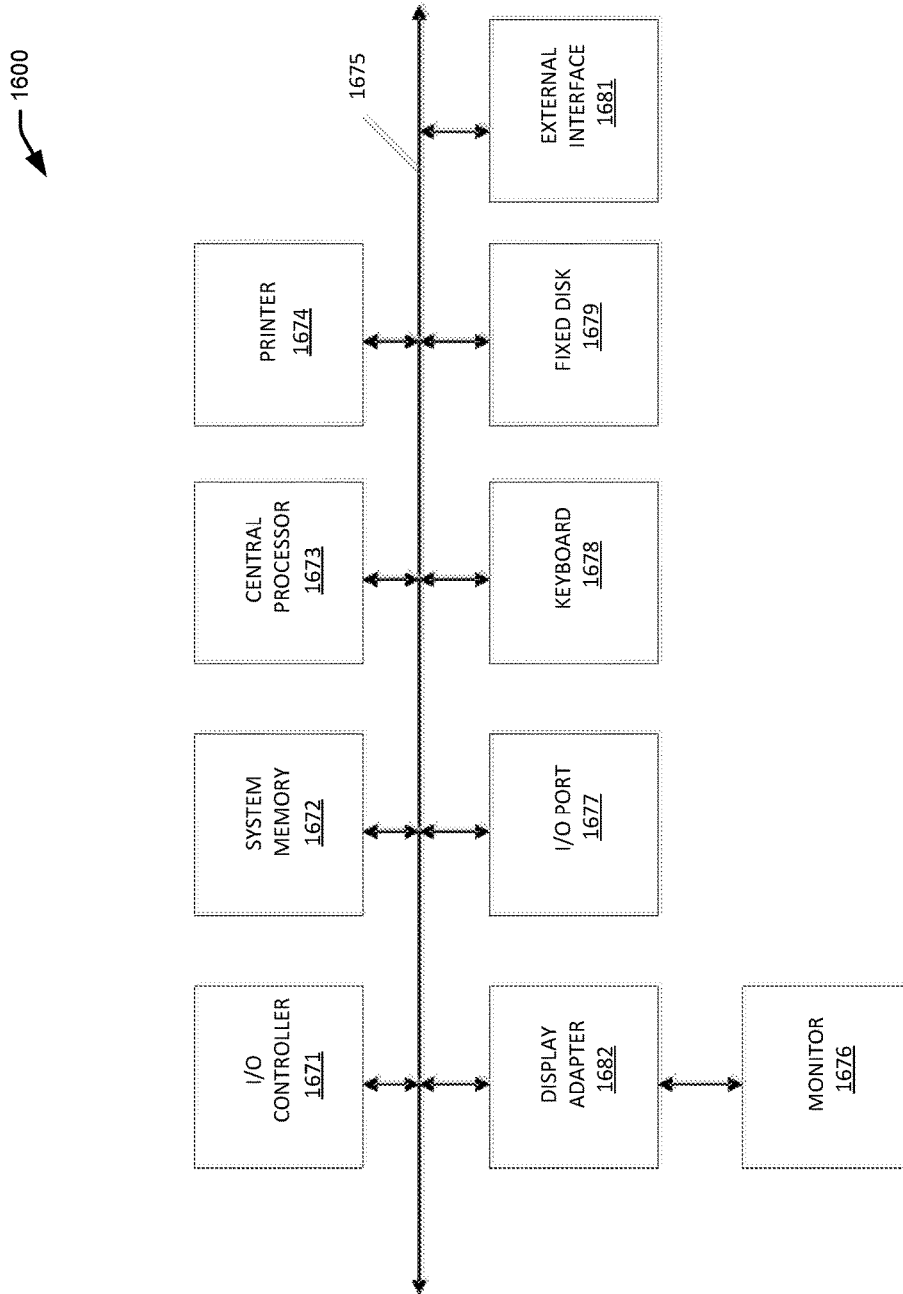 1600
I/O
CONTROLLER
1671
SYSTEM
MEMORY
1672
CENTRAL
PROCESSOR
1673
PRINTER
1674
1675
DISPLAY
ADAPTER
1682
I/O PORT
1677
KEYBOARD
1678
FIXED DISK
1679
EXTERNAL
INTERFACE
1681
MONITOR
1676